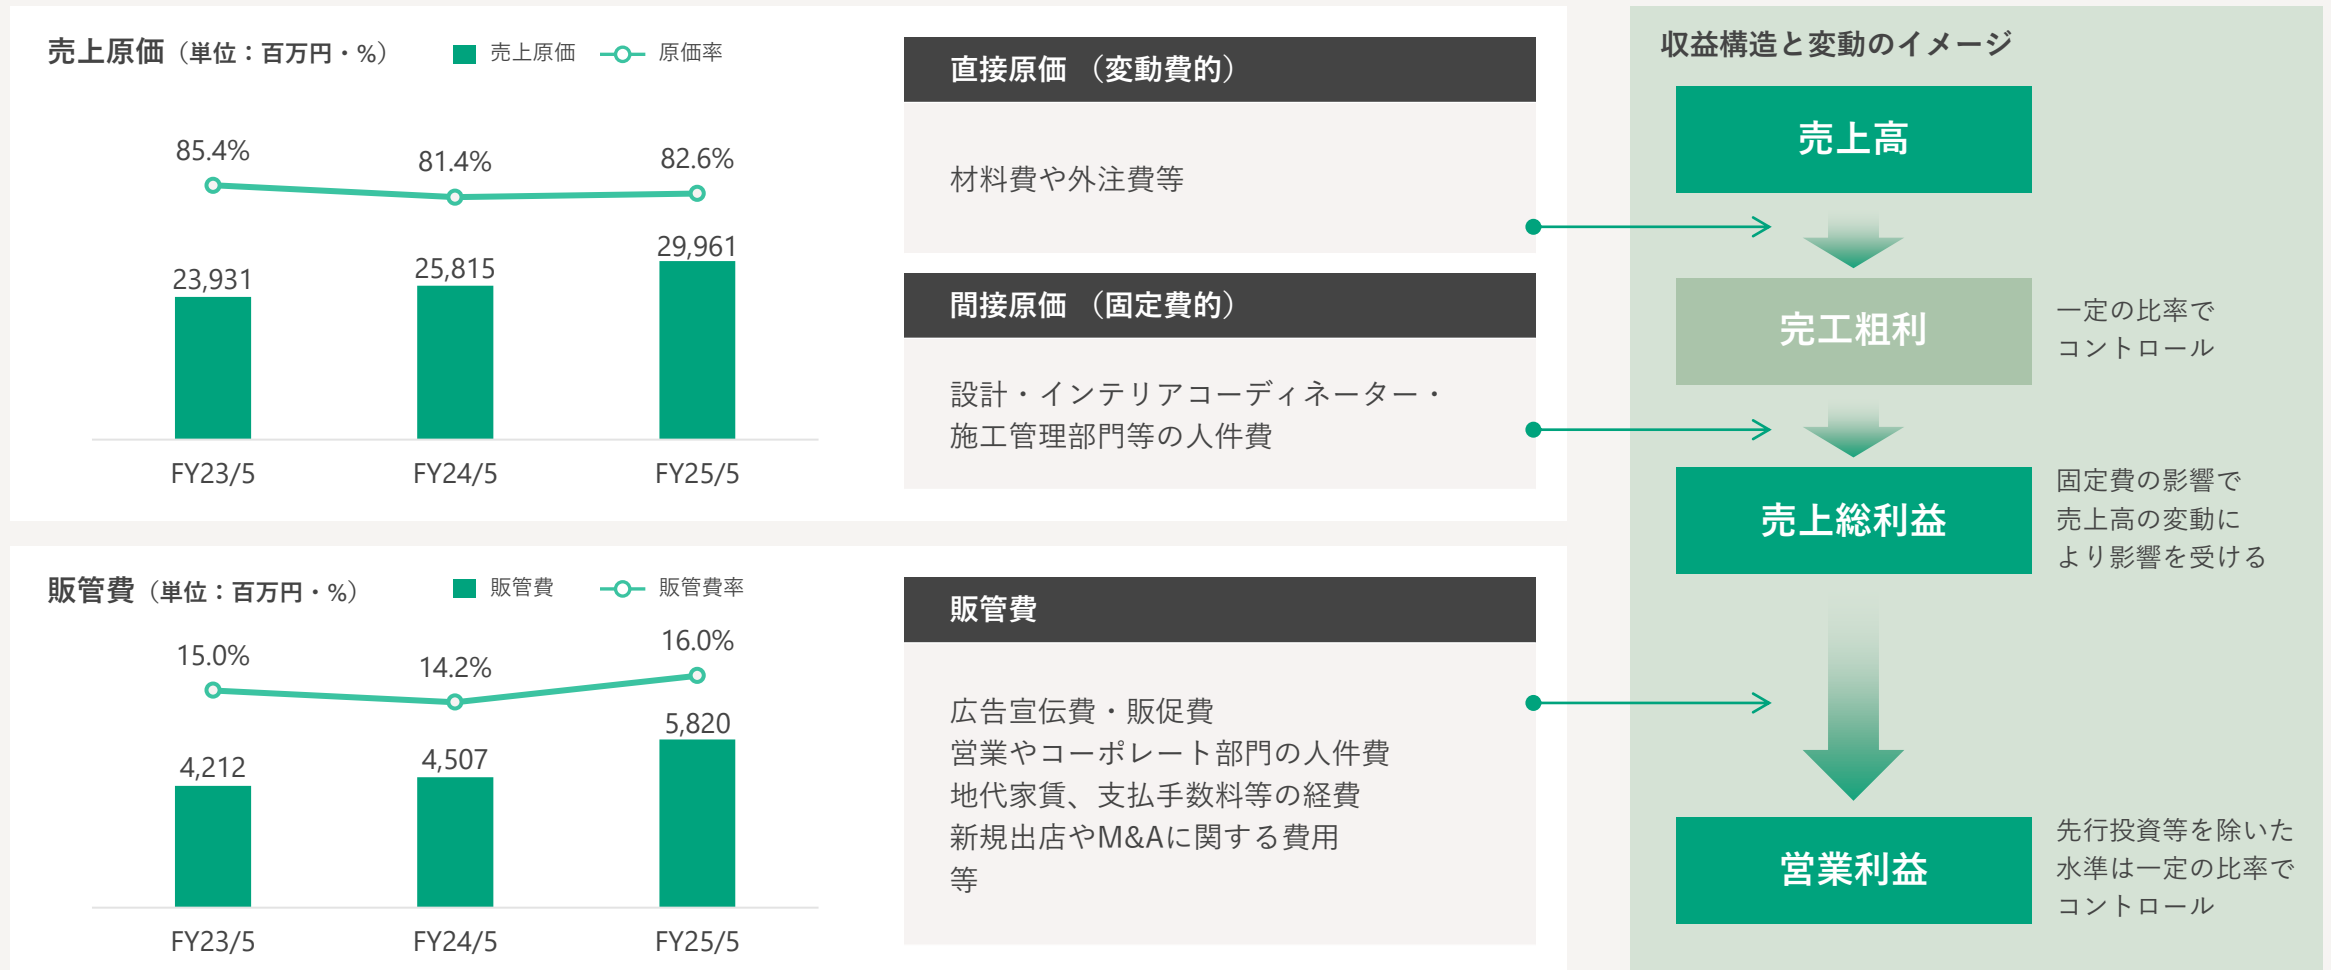 売上原価（単位：百万円・%）
売上原価
原価率
85.4%
81.4%
82.6%
23,931
25,815
29,961
FY23/5
FY24/5
FY25/5
直接原価 （変動費的）
材料費や外注費等
間接原価 （固定費的）
設計・インテリアコーディネーター・
施工管理部門等の人件費
販管費（単位：百万円・%）
販管費
販管費率
15.0%
14.2%
16.0%
4,212
4,507
5,820
FY23/5
FY24/5
FY25/5
販管費
広告宣伝費・販促費
営業やコーポレート部門の人件費
地代家賃、支払手数料等の経費
新規出店やM&Aに関する費用
等
収益構造と変動のイメージ
売上高
完工粗利
一定の比率で
コントロール
売上総利益
固定費の影響で
売上高の変動に
より影響を受ける
営業利益
先行投資等を除いた
水準は一定の比率で
コントロール